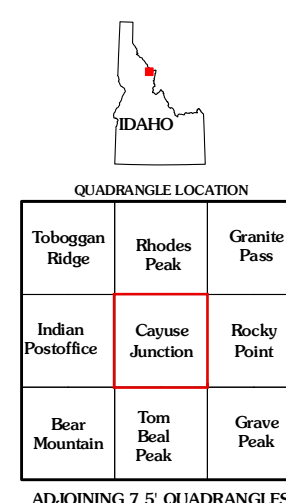 IDAHO
QUADRANGLE LOCATION
Toboggan Ridge
Rhodes Peak
Granite Pass
Indian Postoffice
Cayuse Junction
Rocky Point
Bear Mountain
Tom Beal Peak
Grave Peak
ADJOINING 7.5' QUADRANGLES